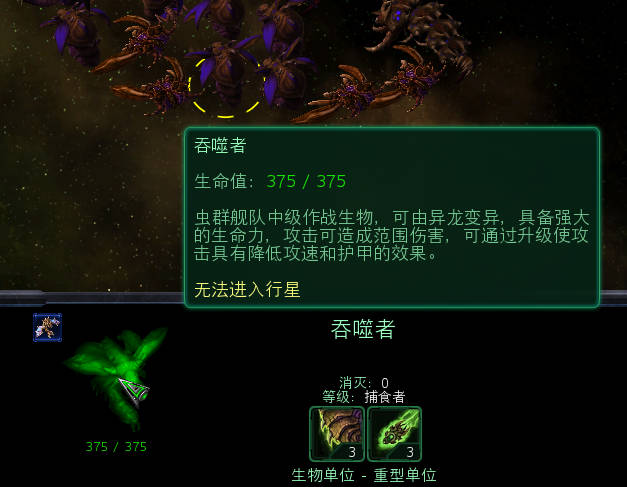 吞噬者
生命值: 375 / 375
虫群舰队中级作战生物, 可由异龙变异, 具备强大
的生命力, 攻击可造成范围伤害, 可通过升级使攻
击具有降低攻速和护甲的效果。
无法进入行星
吞噬者
消灭: 0
等级: 捕食者
3
3
375 / 375
生物单位 - 重型单位